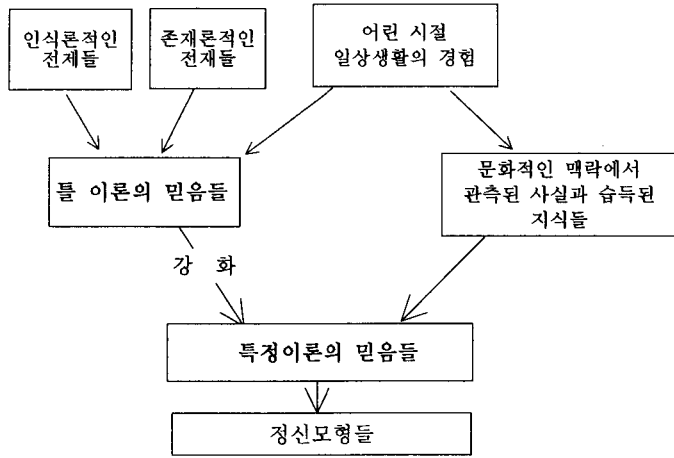 인식론적인
전제들
존재론적인
전재들
어린 시절
일상생활의 경험
틀 이론의 믿음들
문화적인 맥락에서
관측된 사실과 습득된
지식들
강 화
특정이론의 믿음들
정신모형들